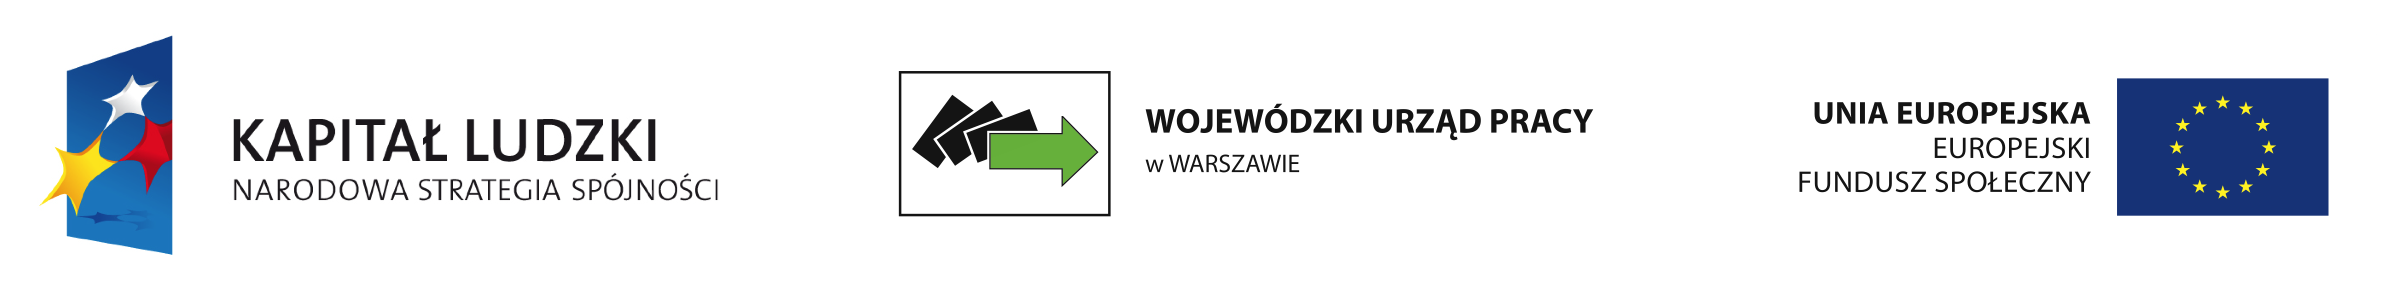 KAPITAŁ LUDZKI
NARODOWA STRATEGIA SPÓJNOŚCI
WOJEWÓDZKI URZĄD PRACY
w WARSZAWIE
UNIA EUROPEJSKA
EUROPEJSKI
FUNDUSZ SPOŁECZNY